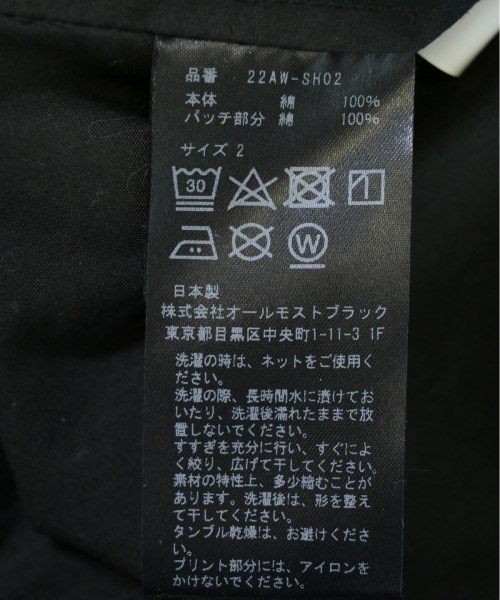 品番 22AW-SH02
本体 綿 100%
パッチ部分 綿 100%
サイズ 2
30
W
日本製
株式会社オールモストブラック
東京都目黒区中央町1-11-3 1F
洗濯の時は、ネットをご使用く
ださい。
洗濯の際、長時間水に漬けてお
いたり、洗濯後濡れたままで放
置しないでください。
すすぎを充分に行い、すぐによ
く絞り、広げて干してください。
素材の特性上、多少縮むことが
あります。洗濯後は、形を整え
て干してください。
タンブル乾燥は、お避けくださ
い。
プリント部分には、アイロンを
かけないでください。